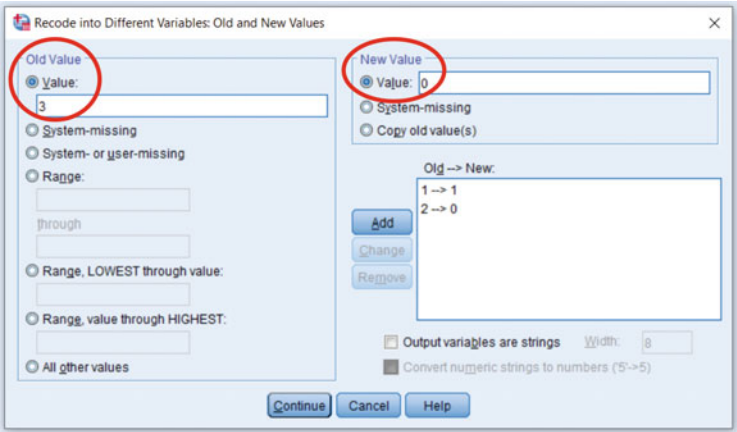 Recode into Different Variables: Old and New Values
Old Value
Value:
3
System-missing
System- or user-missing
Range:
through
Range, LOWEST through value:
Range, value through HIGHEST:
All other values
New Value
Value: 0
System-missing
Copy old value(s)
Old --> New:
1 --> 1
2 --> 0
Add
Change
Remove
Output variables are strings Width: 8
Convert numeric strings to numbers ('5'->5)
Continue Cancel Help